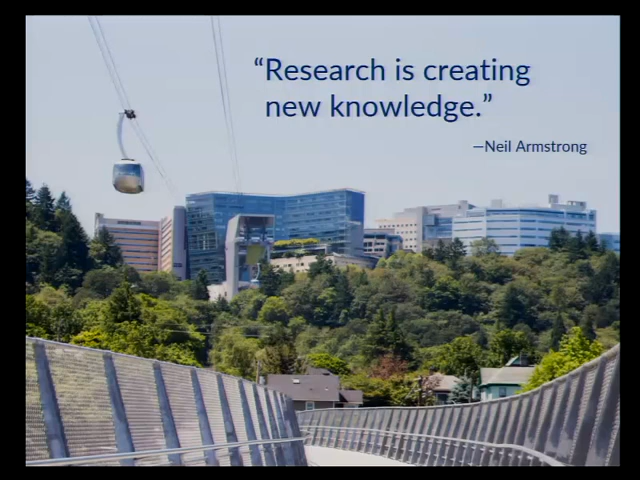 “Research is creating
new knowledge.”
—Neil Armstrong